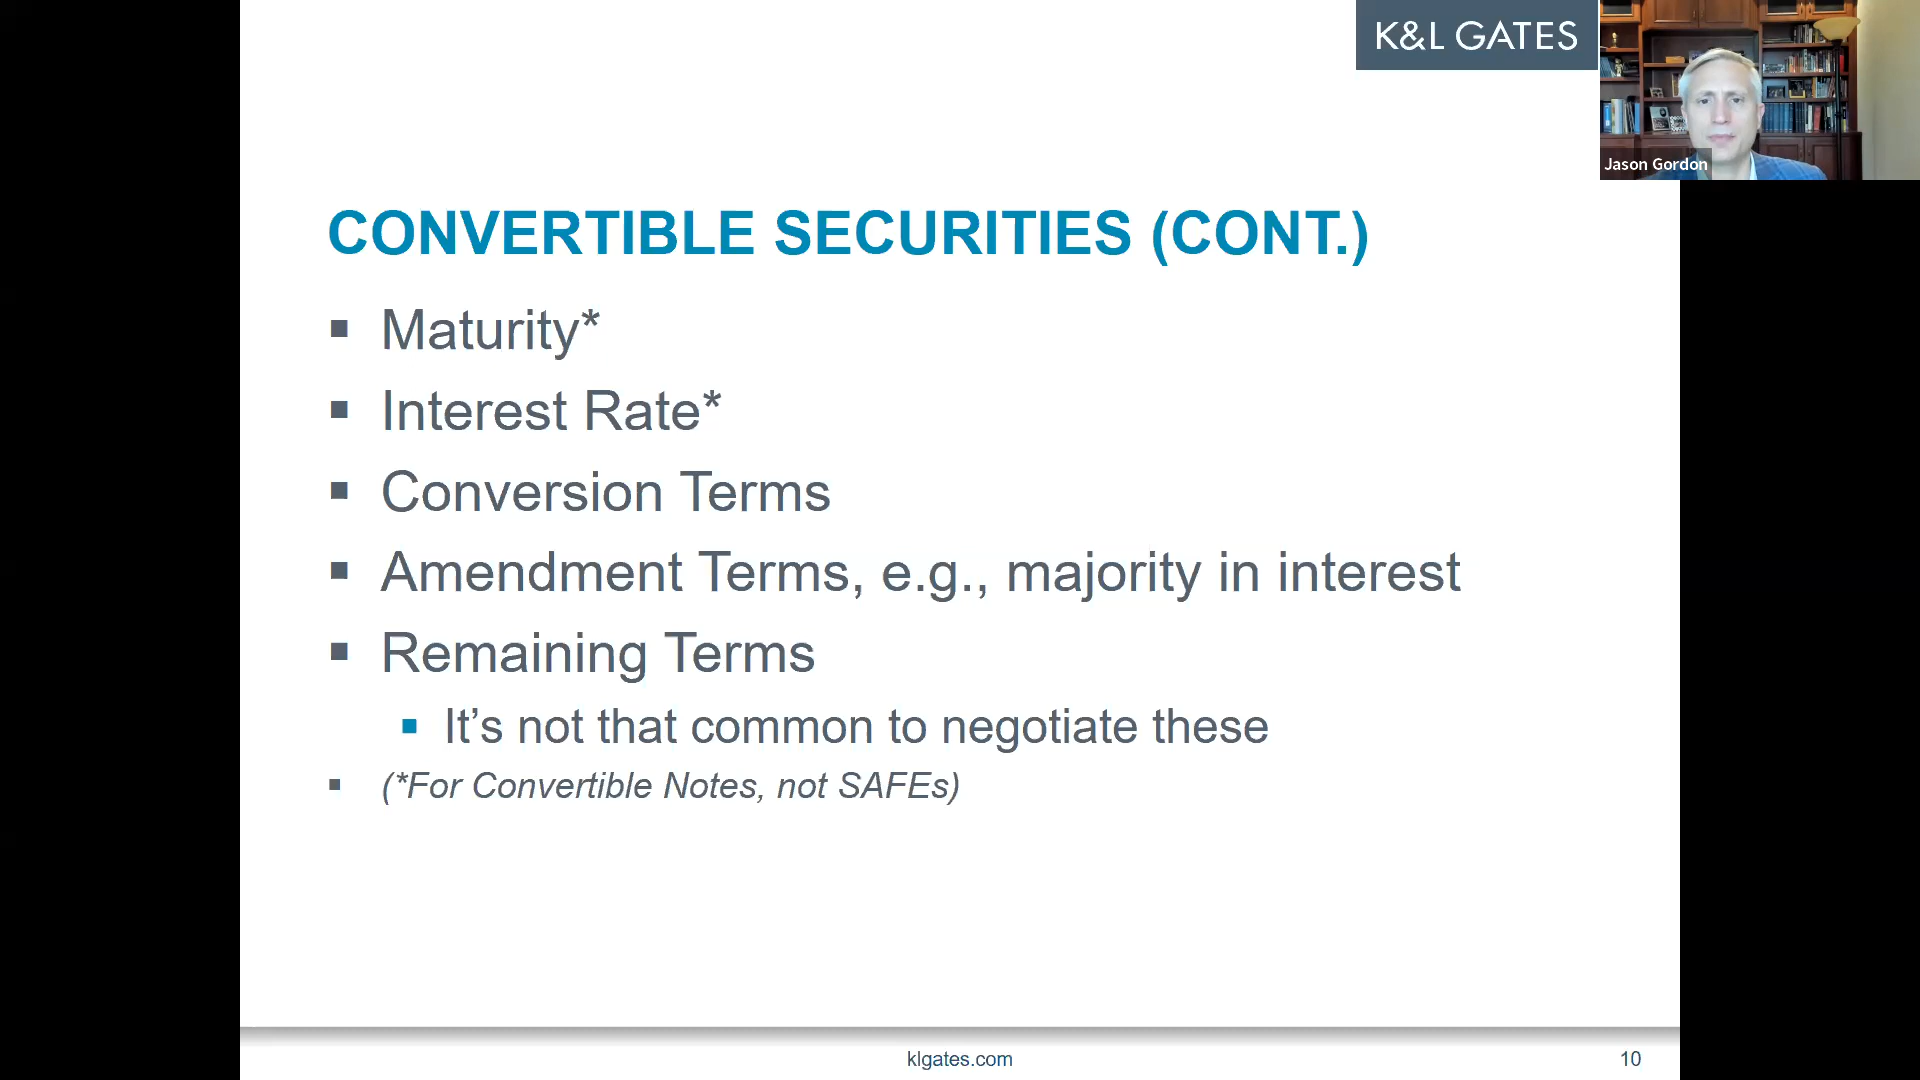 K&L GATES
Jason Gordon
CONVERTIBLE SECURITIES (CONT.)
▪ Maturity*
▪ Interest Rate*
▪ Conversion Terms
▪ Amendment Terms, e.g., majority in interest
▪ Remaining Terms
▪ It’s not that common to negotiate these
▪ (*For Convertible Notes, not SAFEs)
klgates.com
10